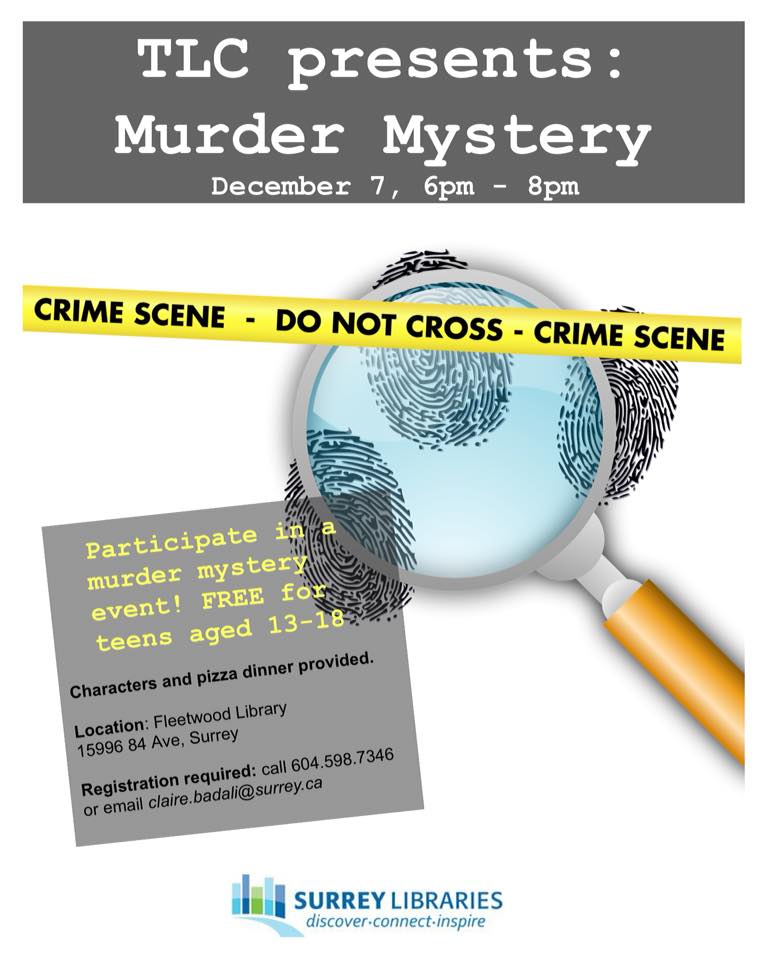 TLC presents:
Murder Mystery
December 7, 6pm - 8pm
CRIME SCENE - DO NOT CROSS - CRIME SCENE
Participate in a
murder mystery
event! FREE for
teens aged 13-18
Characters and pizza dinner provided.
Location: Fleetwood Library
15996 84 Ave, Surrey
Registration required: call 604.598.7346
or email claire.badali@surrey.ca
SURREY LIBRARIES
discover·connect·inspire